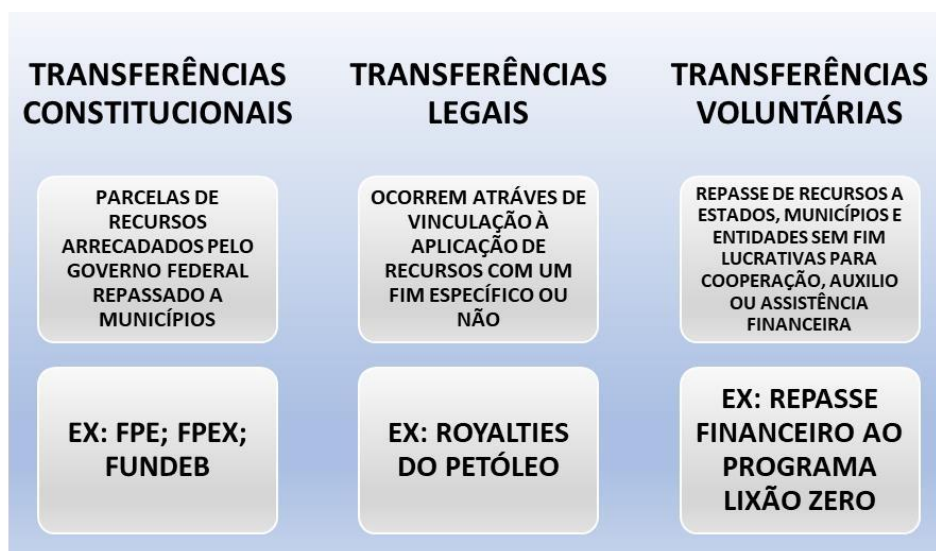 TRANSFERÊNCIAS
CONSTITUCIONAIS
PARCELAS DE
RECURSOS
ARRECADADOS PELO
GOVERNO FEDERAL
REPASSADO A
MUNICÍPIOS
EX: FPE; FPEX;
FUNDEB
TRANSFERÊNCIAS
LEGAIS
OCORREM ATRÁVES DE
VINCULAÇÃO À
APLICAÇÃO DE
RECURSOS COM UM
FIM ESPECÍFICO OU
NÃO
EX: ROYALTIES
DO PETÓLEO
TRANSFERÊNCIAS
VOLUNTÁRIAS
REPASSE DE RECURSOS A
ESTADOS, MUNICÍPIOS E
ENTIDADES SEM FIM
LUCRATIVAS PARA
COOPERAÇÃO, AUXILIO
OU ASSISTÊNCIA
FINANCEIRA
EX: REPASSE
FINANCEIRO AO
PROGRAMA
LIXÃO ZERO